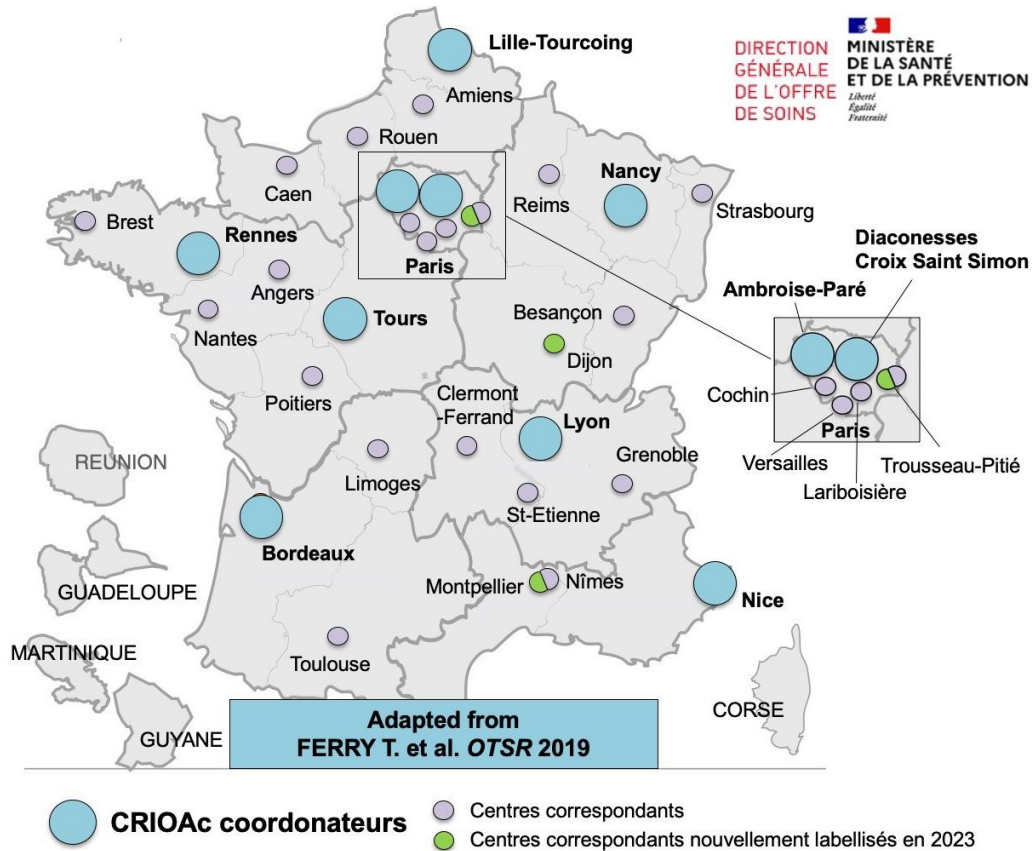 Lille-Tourcoing
DIRECTION
GÉNÉRALE
DE L'OFFRE
DE SOINS
MINISTÈRE
DE LA SANTÉ
ET DE LA PRÉVENTION
Liberté
Égalité
Fraternité
Amiens
Rouen
Caen
Reims
Nancy
Strasbourg
Brest
Rennes
Paris
Angers
Nantes
Tours
Besançon
Dijon
Poitiers
Diaconesses
Croix Saint Simon
Ambroise-Paré
Cochin
Paris
Versailles
Trousseau-Pitié
Lariboisière
Clermont
-Ferrand
Lyon
Grenoble
Limoges
St-Etienne
REUNION
Bordeaux
Montpellier
Nîmes
Nice
GUADELOUPE
MARTINIQUE
Toulouse
GUYANE
CORSE
Adapted from
FERRY T. et al. OTSR 2019
CRIOAc coordonateurs
Centres correspondants
Centres correspondants nouvellement labellisés en 2023